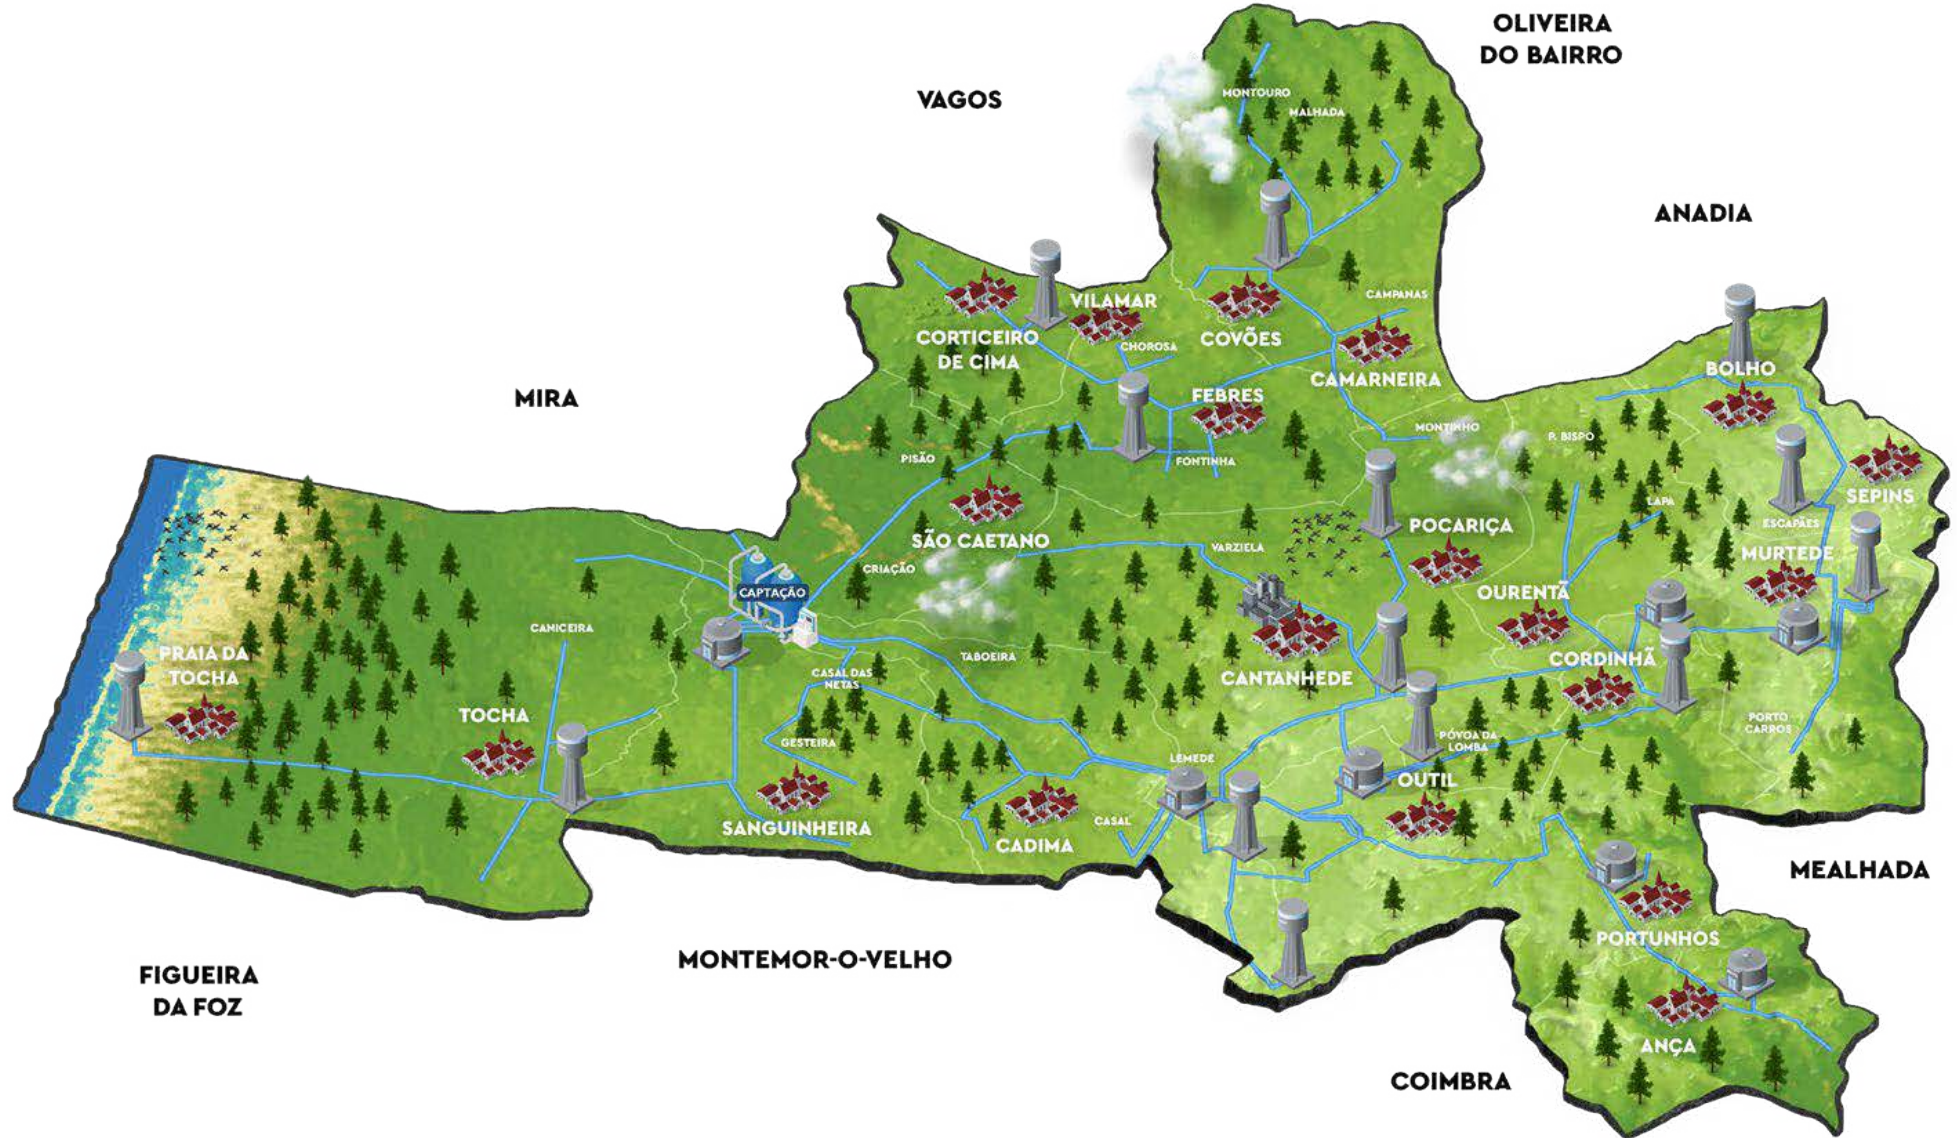 OLIVEIRA
DO BAIRRO
VAGOS
MONTOURO
MALHADA
ANADIA
CAMPANAS
VILAMAR
CORTICEIRO
DE CIMA
CHOROSA
COVÕES
CAMARNEIRA
BOLHO
MIRA
FEBRES
MONTINHO
P. BISPO
PISÃO
FONTINHA
SEPINS
LAPA
ESCAPÃES
POCARIÇA
SÃO CAETANO
VARZIELA
MURTEDE
CRIAÇÃO
CAPTAÇÃO
OURENTÃ
CANICEIRA
PRAIA DA
TOCHA
TABOEIRA
CORDINHÃ
CASAL DAS
NETAS
CANTANHEDE
TOCHA
PORTO
CARROS
GESTEIRA
PÓVOA DA
LOMBA
LEMEDE
OUTIL
SANGUINHEIRA
CASAL
CADIMA
MEALHADA
PORTUNHOS
MONTEMOR-O-VELHO
FIGUEIRA
DA FOZ
ANÇA
COIMBRA